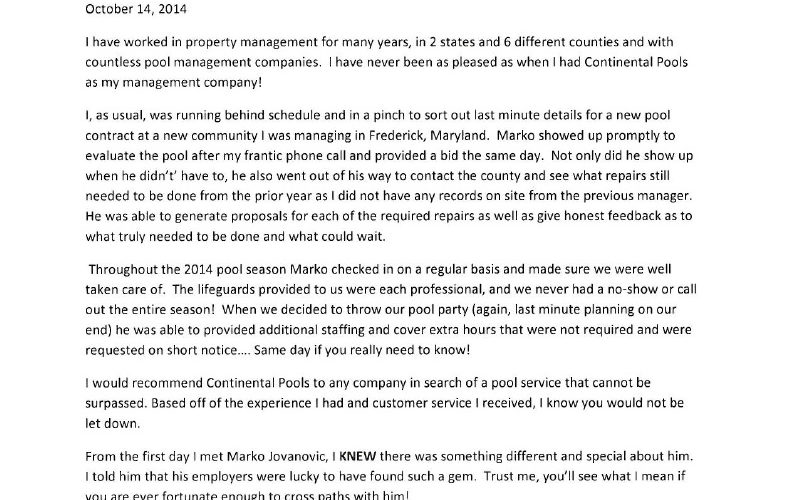 October 14, 2014
I have worked in property management for many years, in 2 states and 6 different counties and with
countless pool management companies.  I have never been as pleased as when I had Continental Pools
as my management company!
I, as usual, was running behind schedule and in a pinch to sort out last minute details for a new pool
contract at a new community I was managing in Frederick, Maryland.  Marko showed up promptly to
evaluate the pool after my frantic phone call and provided a bid the same day.  Not only did he show up
when he didn't' have to, he also went out of his way to contact the county and see what repairs still
needed to be done from the prior year as I did not have any records on site from the previous manager.
He was able to generate proposals for each of the required repairs as well as give honest feedback as to
what truly needed to be done and what could wait.
Throughout the 2014 pool season Marko checked in on a regular basis and made sure we were well
taken care of.  The lifeguards provided to us were each professional, and we never had a no-show or call
out the entire season!  When we decided to throw our pool party (again, last minute planning on our
end) he was able to provided additional staffing and cover extra hours that were not required and were
requested on short notice.... Same day if you really need to know!
I would recommend Continental Pools to any company in search of a pool service that cannot be
surpassed. Based off of the experience I had and customer service I received, I know you would not be
let down.
From the first day I met Marko Jovanovic, I KNEW there was something different and special about him.
I told him that his employers were lucky to have found such a gem.  Trust me, you'll see what I mean if
you are ever fortunate enough to cross paths with him!